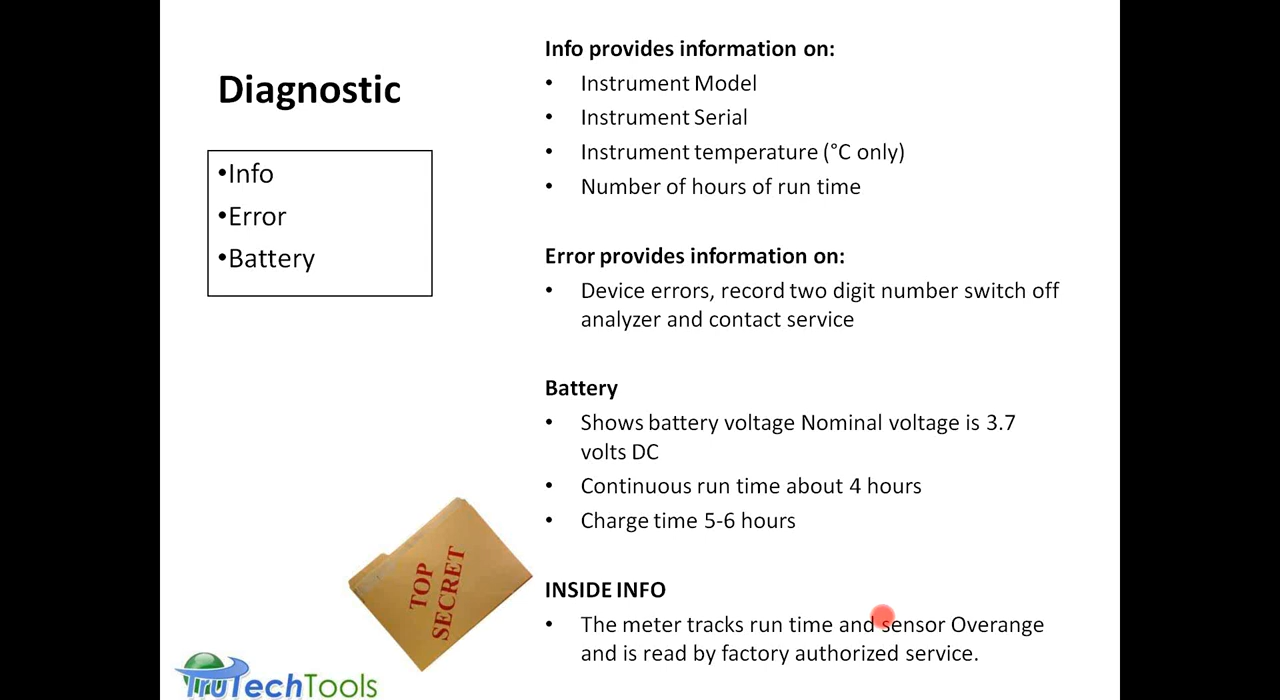 Diagnostic
•Info
•Error
•Battery
Info provides information on:
• Instrument Model
• Instrument Serial
• Instrument temperature (°C only)
• Number of hours of run time
Error provides information on:
• Device errors, record two digit number switch off
analyzer and contact service
Battery
• Shows battery voltage Nominal voltage is 3.7
volts DC
• Continuous run time about 4 hours
• Charge time 5-6 hours
INSIDE INFO
• The meter tracks run time and sensor Overange
and is read by factory authorized service.
TOP
SECRET
TruTechTools